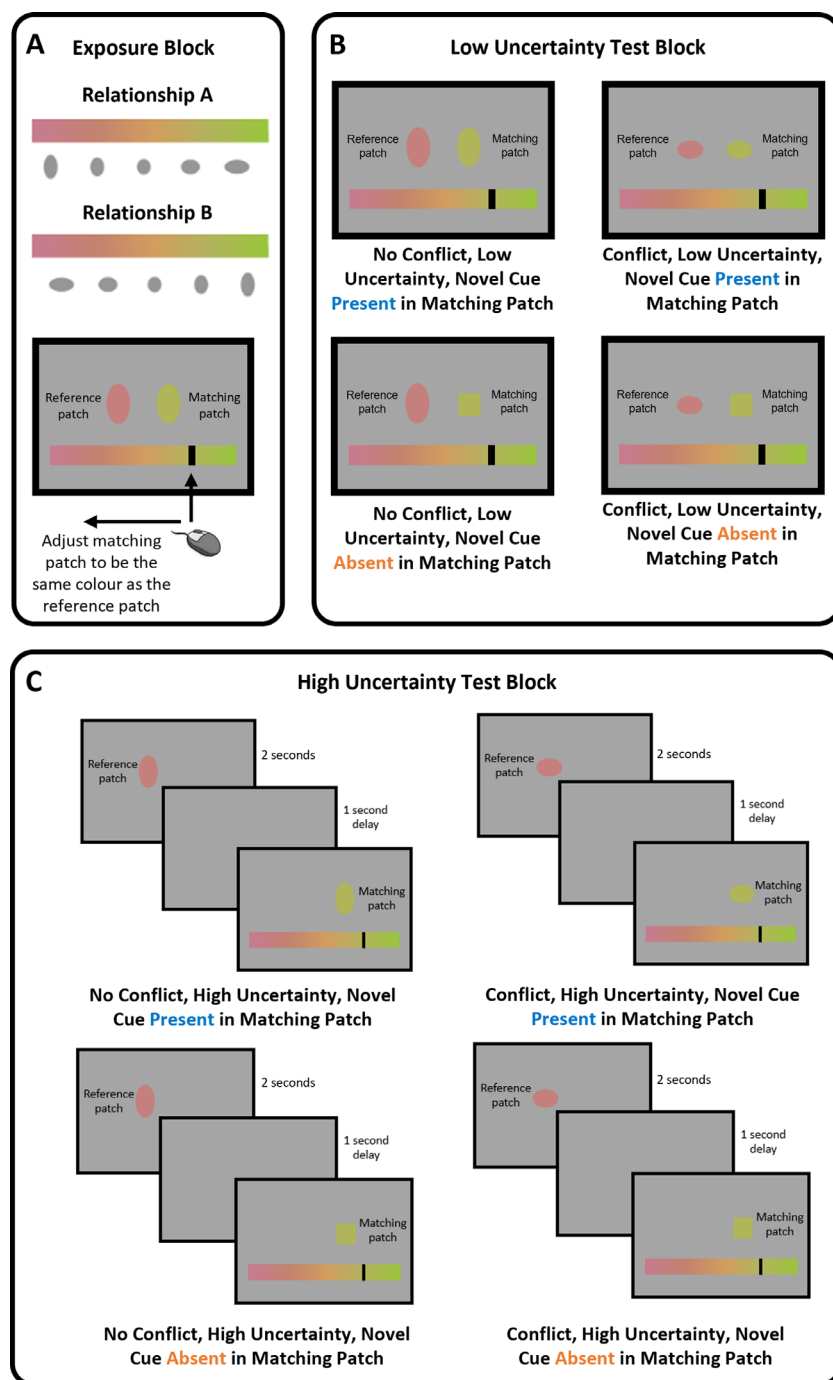 A
Exposure Block
Relationship A
Relationship B
Reference
patch
Matching
patch
Adjust matching
patch to be the
same colour as the
reference patch
B
Low Uncertainty Test Block
Reference
patch
Matching
patch
No Conflict, Low
Uncertainty, Novel Cue
Present in Matching Patch
Reference
patch
Matching
patch
Conflict, Low Uncertainty,
Novel Cue Present in
Matching Patch
Reference
patch
Matching
patch
No Conflict, Low
Uncertainty, Novel Cue
Absent in Matching Patch
Reference
patch
Matching
patch
Conflict, Low Uncertainty,
Novel Cue Absent in
Matching Patch
C
High Uncertainty Test Block
Reference
patch
2 seconds
1 second
delay
Matching
patch
No Conflict, High Uncertainty, Novel
Cue Present in Matching Patch
Reference
patch
2 seconds
1 second
delay
Matching
patch
Conflict, High Uncertainty, Novel Cue
Present in Matching Patch
Reference
patch
2 seconds
1 second
delay
Matching
patch
No Conflict, High Uncertainty, Novel
Cue Absent in Matching Patch
Reference
patch
2 seconds
1 second
delay
Matching
patch
Conflict, High Uncertainty, Novel
Cue Absent in Matching Patch